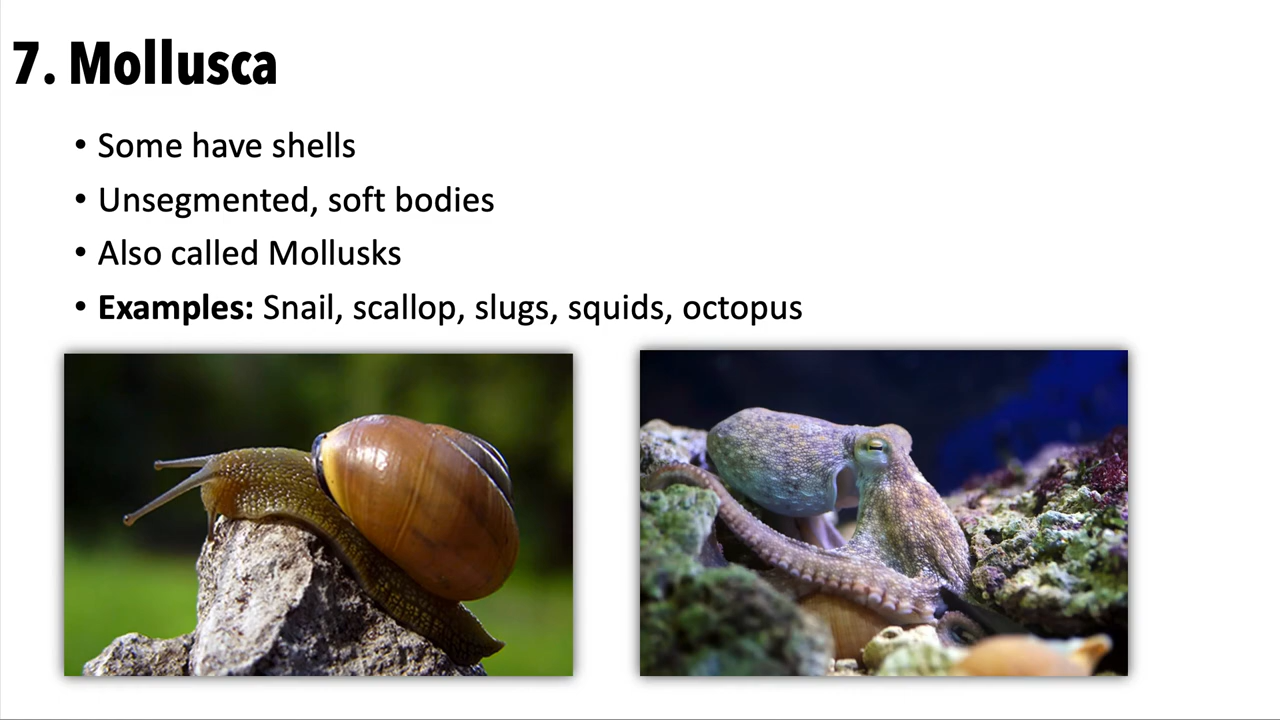 7. Mollusca
• Some have shells
• Unsegmented, soft bodies
• Also called Mollusks
• Examples: Snail, scallop, slugs, squids, octopus